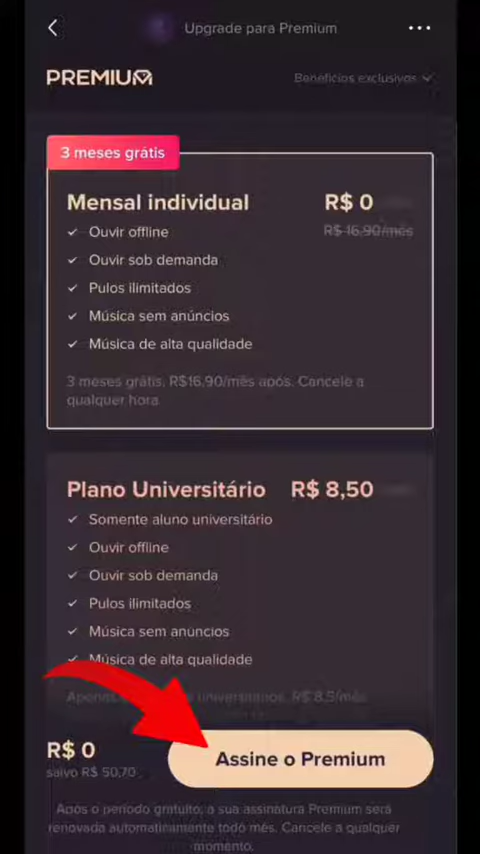 Upgrade para Premium
PREMIUM
Benefícios exclusivos
3 meses grátis
Mensal individual R$ 0
Ouvir offline R$ 16,90/mês
Ouvir sob demanda
Pulos ilimitados
Música sem anúncios
Música de alta qualidade
3 meses grátis, R$16,90/mês após. Cancele a
qualquer hora
Plano Universitário R$ 8,50
Somente aluno universitário
Ouvir offline
Ouvir sob demanda
Pulos ilimitados
Música sem anúncios
Música de alta qualidade
universitários, R$ 8,5/mês
R$ 0
salvo R$ 50,70
Assine o Premium
Após o período gratuito, a sua assinatura Premium será
renovada automaticamente todo mês. Cancele a qualquer
momento.